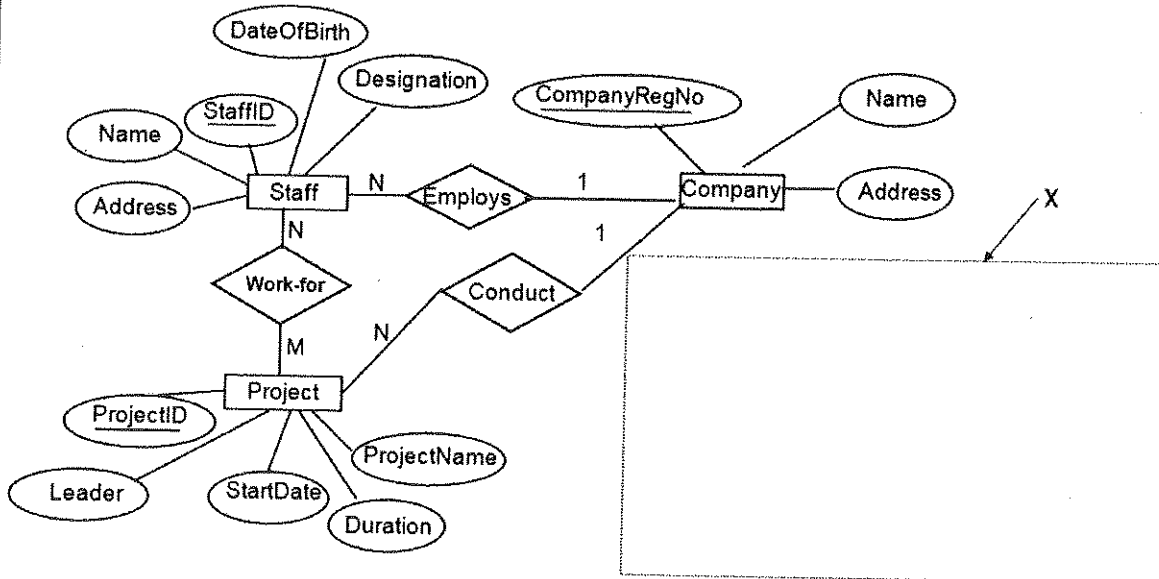 DateOfBirth
Designation
StaffID
CompanyRegNo
Name
Name
Address
Staff
N
Employs
1
Company
Address
X
N
1
Work-for
Conduct
M
N
Project
ProjectID
ProjectName
Leader
StartDate
Duration